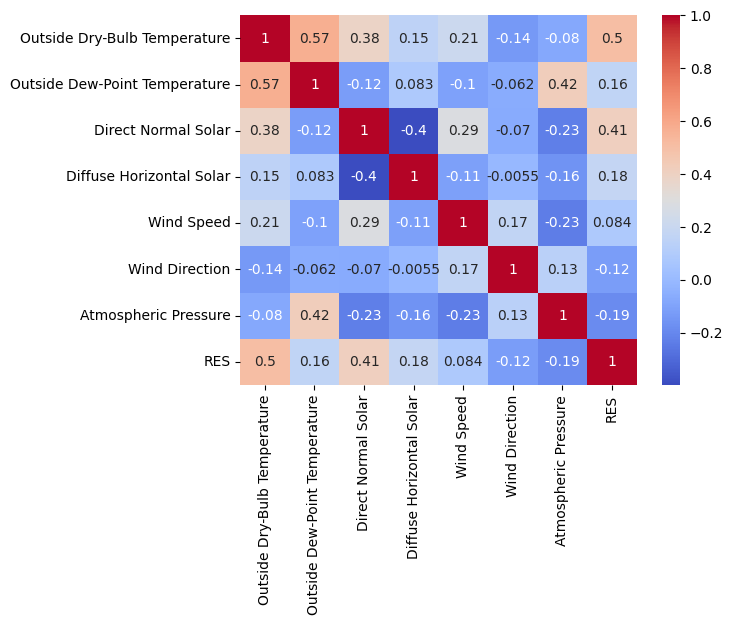 Outside Dry-Bulb Temperature 1 0.57 0.38 0.15 0.21 -0.14 -0.08 0.5
Outside Dew-Point Temperature 0.57 1 -0.12 0.083 -0.1 -0.062 0.42 0.16
Direct Normal Solar 0.38 -0.12 1 -0.4 0.29 -0.07 -0.23 0.41
Diffuse Horizontal Solar 0.15 0.083 -0.4 1 -0.11 -0.0055 -0.16 0.18
Wind Speed 0.21 -0.1 0.29 -0.11 1 0.17 -0.23 0.084
Wind Direction -0.14 -0.062 -0.07 -0.0055 0.17 1 0.13 -0.12
Atmospheric Pressure -0.08 0.42 -0.23 -0.16 -0.23 0.13 1 -0.19
RES 0.5 0.16 0.41 0.18 0.084 -0.12 -0.19 1
Outside Dry-Bulb Temperature
Outside Dew-Point Temperature
Direct Normal Solar
Diffuse Horizontal Solar
Wind Speed
Wind Direction
Atmospheric Pressure
RES
1.0
0.8
0.6
0.4
0.2
0.0
−0.2